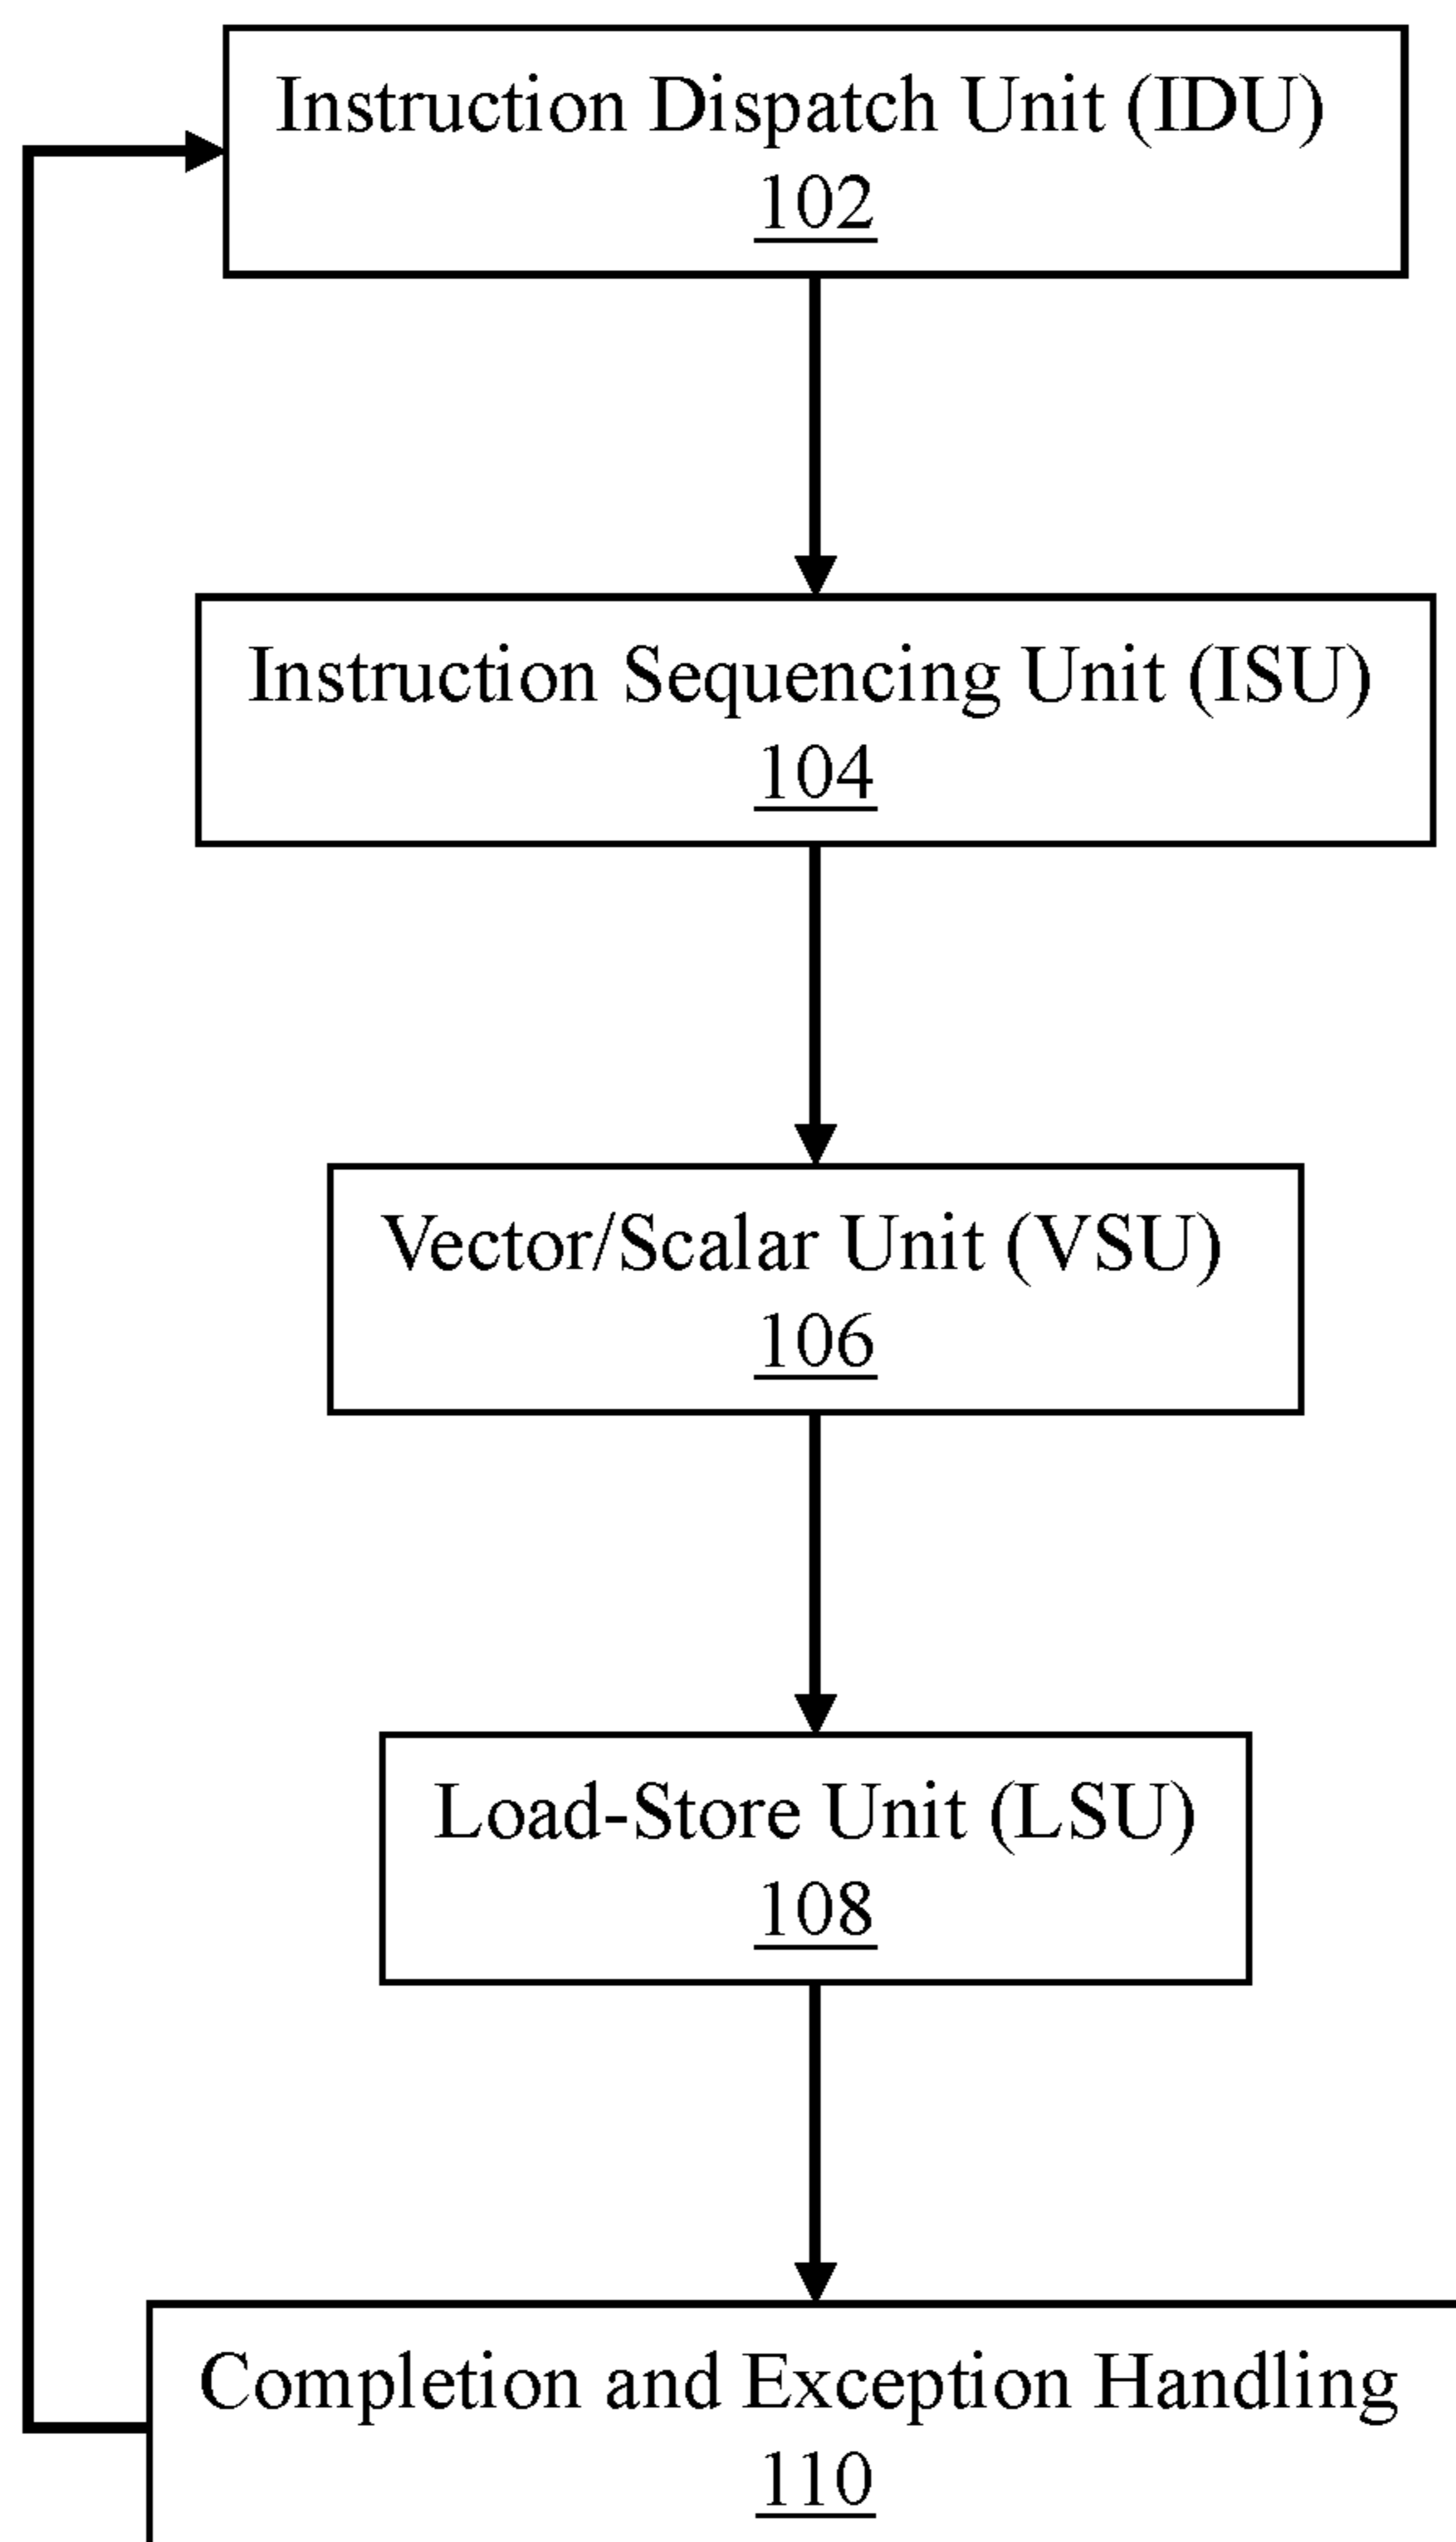 Instruction Dispatch Unit (IDU)
102
Instruction Sequencing Unit (ISU)
104
Vector/Scalar Unit (VSU)
106
Load-Store Unit (LSU)
108
Completion and Exception Handling
110